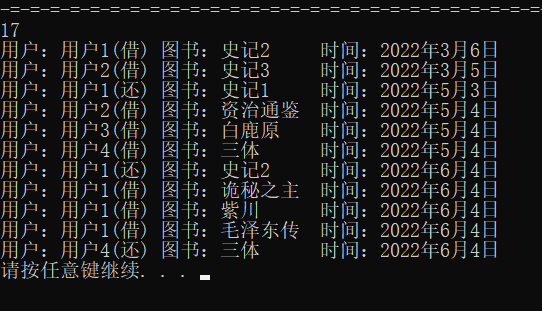 -=-=-=-=-=-=-=-=-=-=-=-=-=-=-=-=-=-=-=-=-=-=-=-=-=-=-=
17
用户：用户1(借) 图书：史记2     时间：2022年3月6日
用户：用户2(借) 图书：史记3     时间：2022年3月5日
用户：用户1(还) 图书：史记1     时间：2022年5月3日
用户：用户2(借) 图书：资治通鉴  时间：2022年5月4日
用户：用户3(借) 图书：白鹿原    时间：2022年5月4日
用户：用户4(借) 图书：三体      时间：2022年5月4日
用户：用户1(还) 图书：史记2     时间：2022年6月4日
用户：用户1(借) 图书：诡秘之主  时间：2022年6月4日
用户：用户1(借) 图书：紫川      时间：2022年6月4日
用户：用户1(借) 图书：毛泽东传  时间：2022年6月4日
用户：用户4(还) 图书：三体      时间：2022年6月4日
请按任意键继续. . .